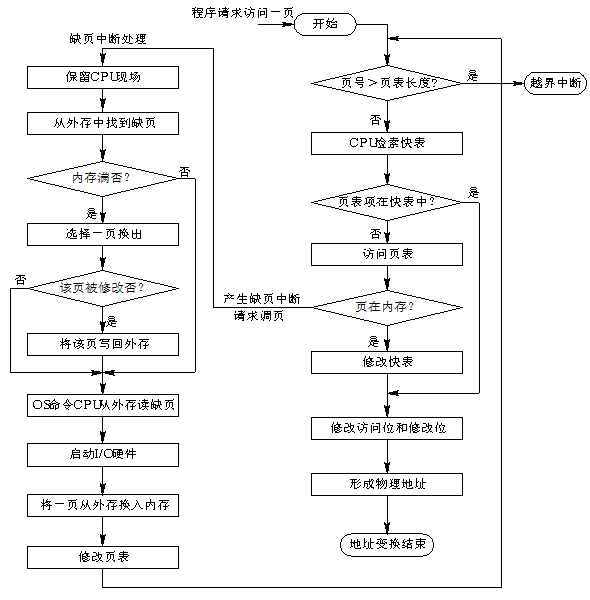 程序请求访问一页
开始
缺页中断处理
保留CPU现场
从外存中找到缺页
内存满否?
否
是
选择一页换出
该页被修改否?
否
是
将该页写回外存
OS命令CPU从外存读缺页
启动I/O硬件
将一页从外存换入内存
修改页表
页号＞页表长度?
是
越界中断
否
CPU检索快表
页表项在快表中?
是
否
访问页表
产生缺页中断
请求调页
页在内存?
是
修改快表
修改访问位和修改位
形成物理地址
地址变换结束